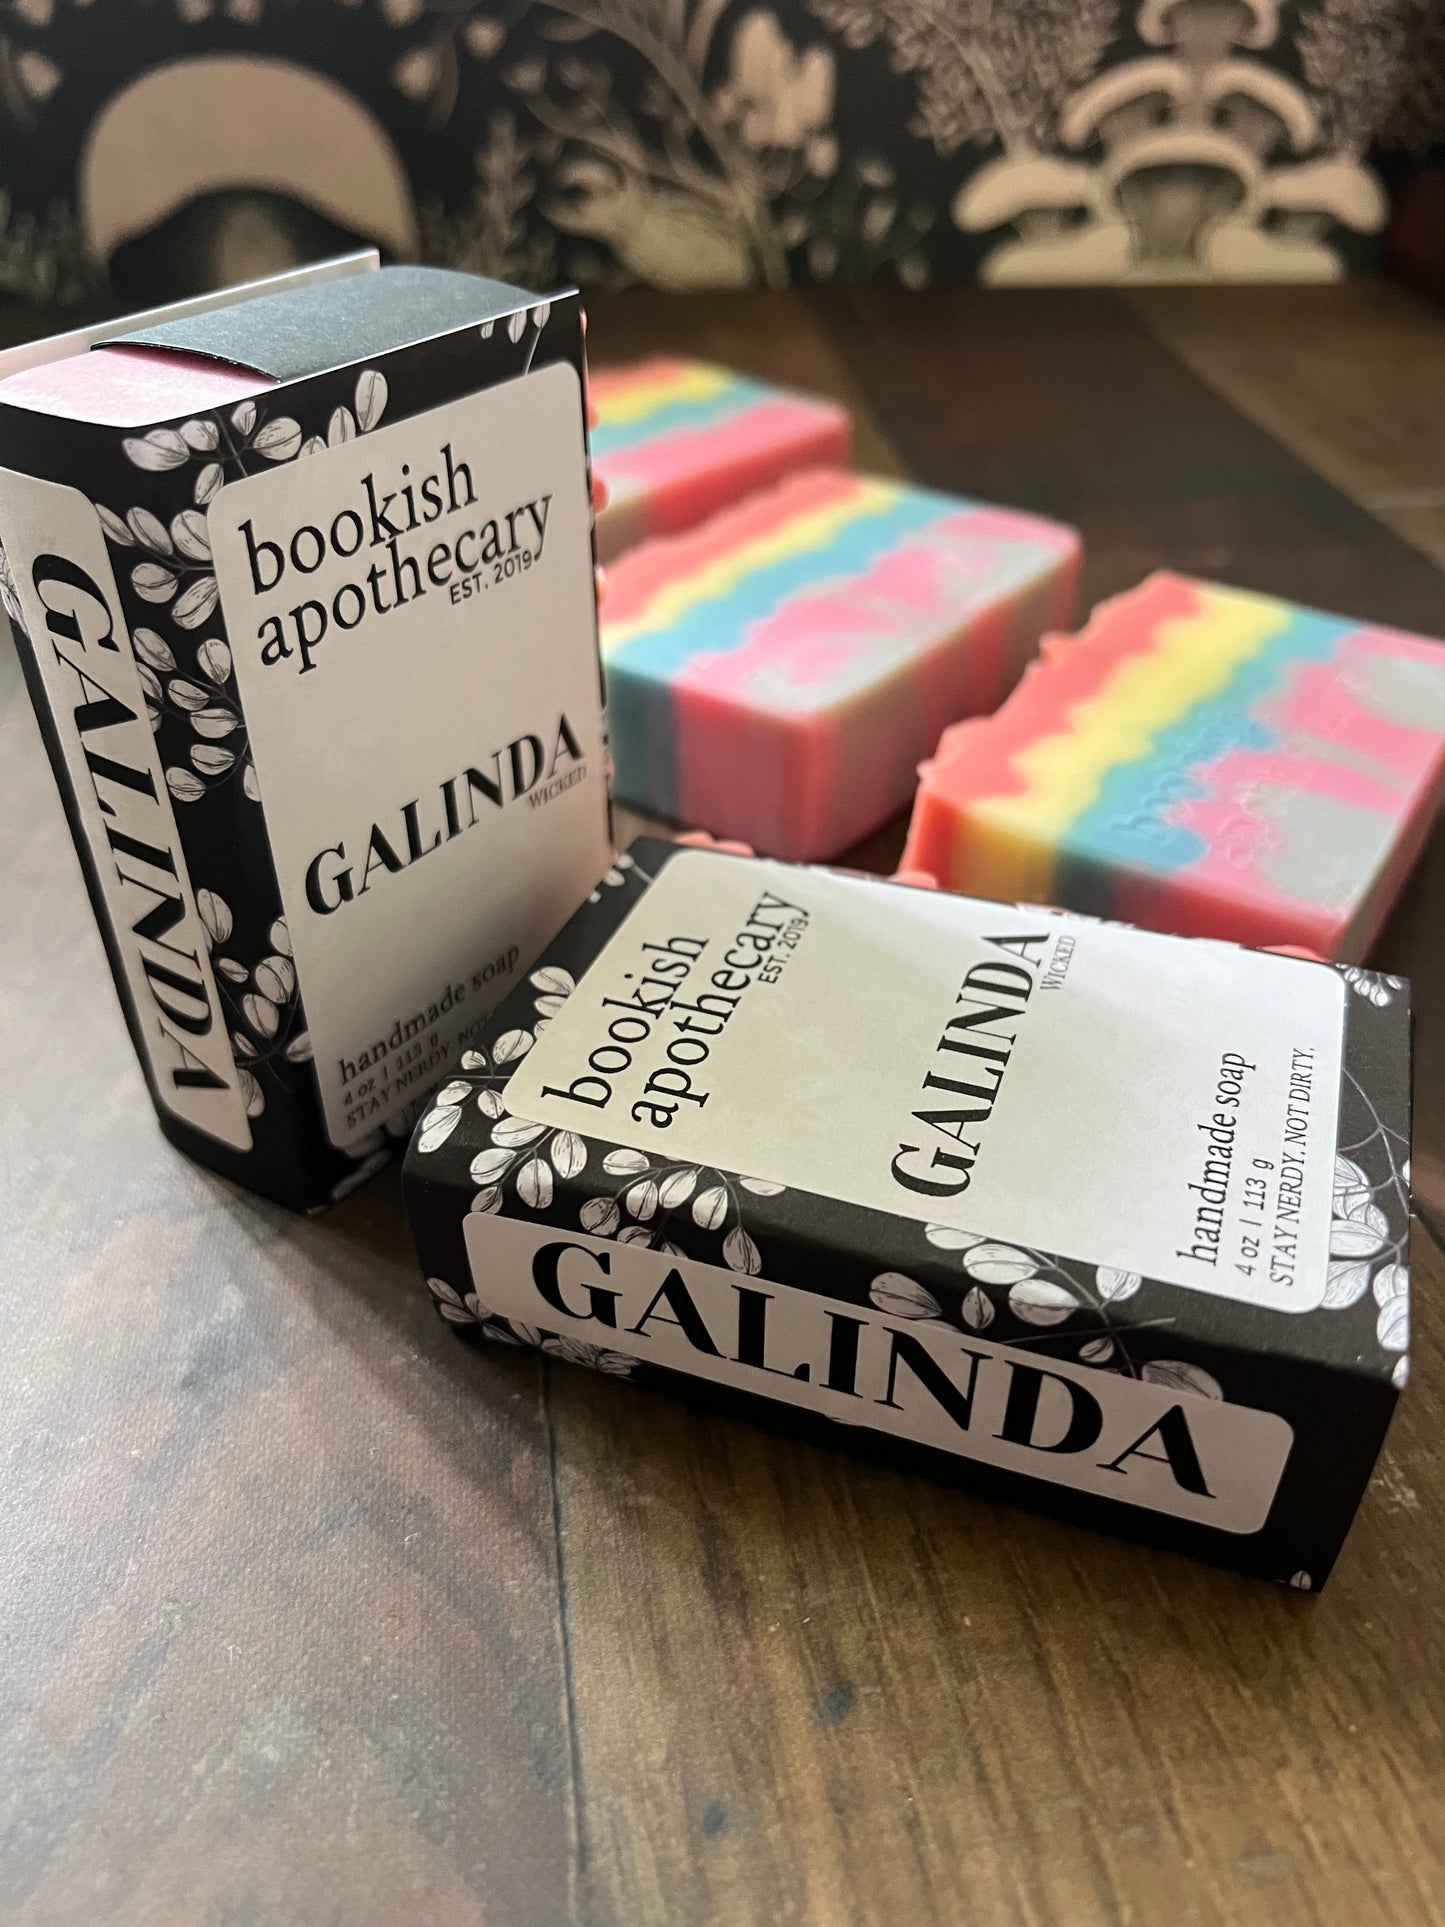 bookish
apothecary
EST. 2019
GALINDA
WICKED
handmade soap
4 oz | 113 g
STAY NERDY. NOT
GALINDA
bookish
apothecary
EST. 2019
GALINDA
WICKED
handmade soap
4 oz | 113 g
STAY NERDY. NOT DIRTY.
GALINDA